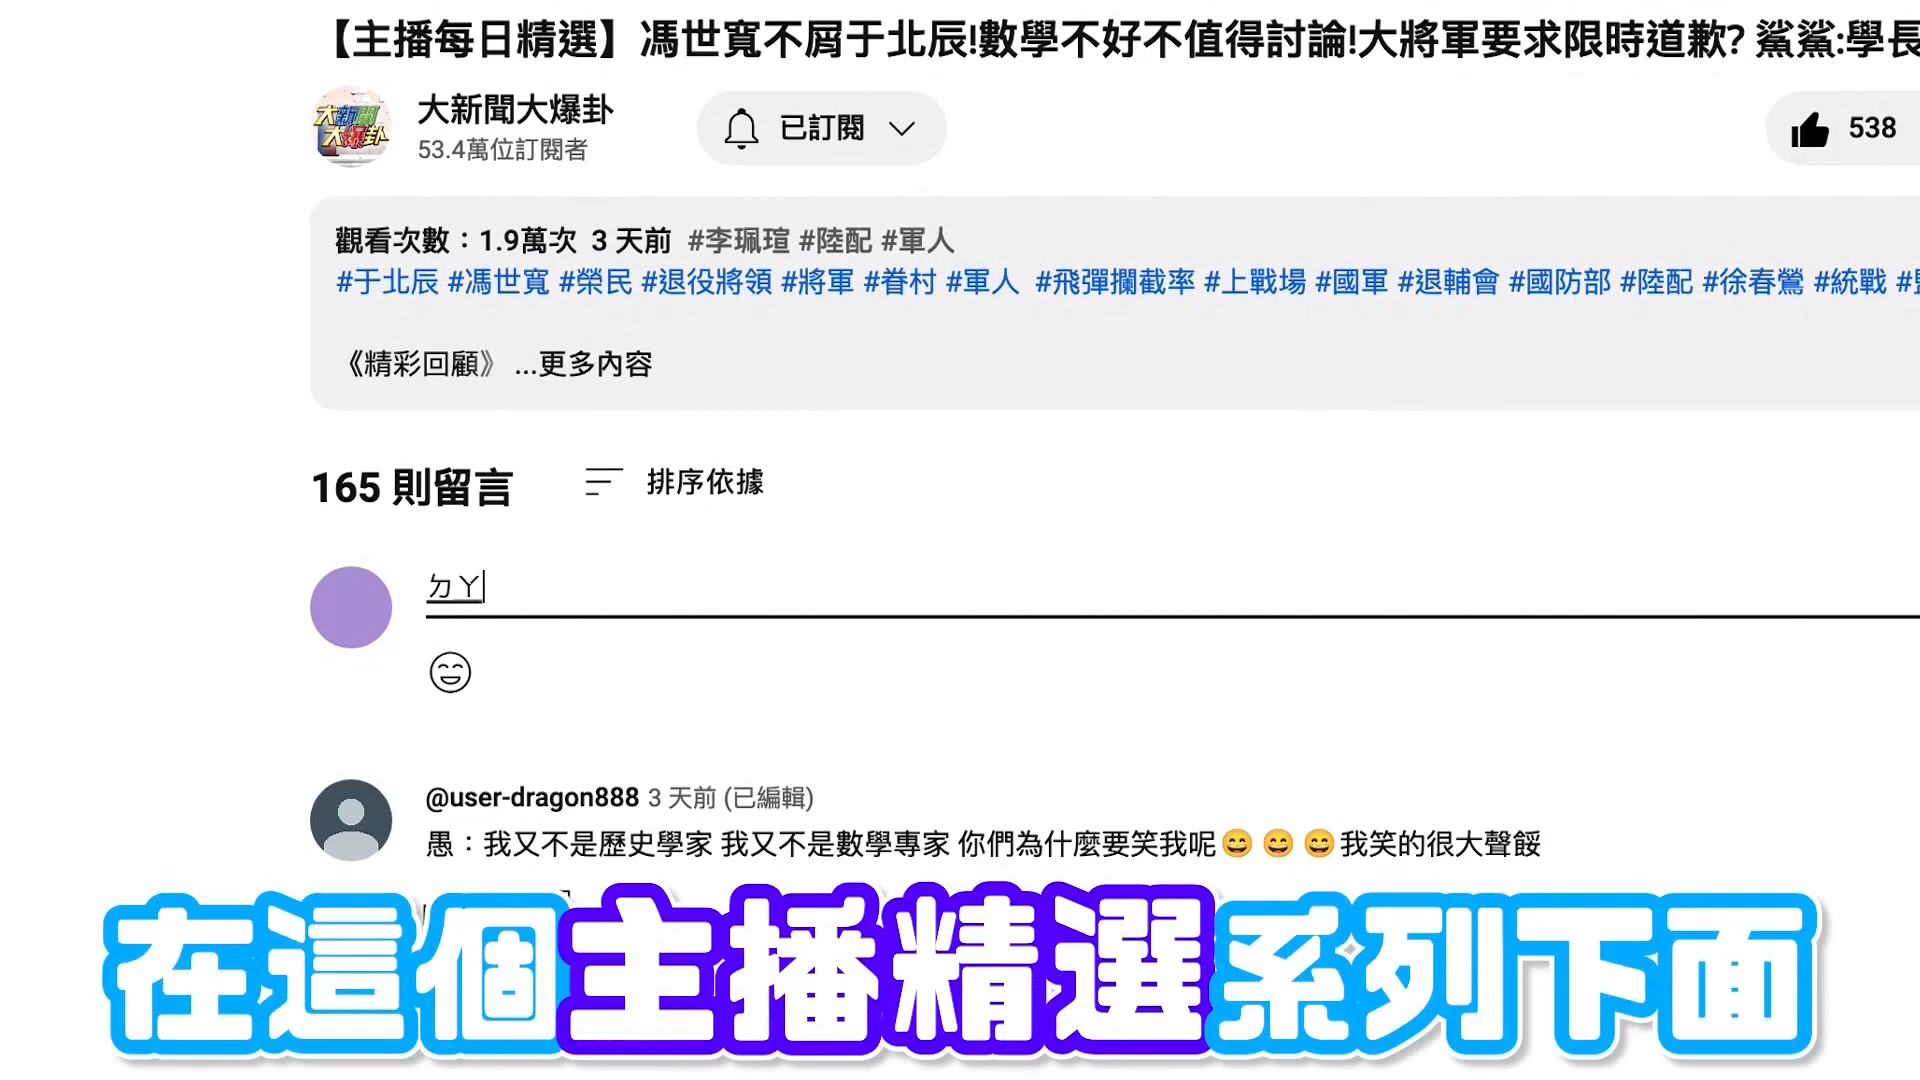 【主播每日精選】馮世寬不屑于北辰!數學不好不值得討論!大將軍要求限時道歉? 鯊鯊:學長
大新聞大爆卦
大新聞大爆卦
53.4萬位訂閱者
已訂閱
538
觀看次數：1.9萬次 3 天前 #李珮瑄 #陸配 #軍人
#于北辰 #馮世寬 #榮民 #退役將領 #將軍 #眷村 #軍人 #飛彈攔截率 #上戰場 #國軍 #退輔會 #國防部 #陸配 #徐春鶯 #統戰
《精彩回顧》 ...更多內容
165 則留言
排序依據
ㄉㄚ
@user-dragon888 3 天前 (已編輯)
愚：我又不是歷史學家 我又不是數學專家 你們為什麼要笑我呢😄 😄 😄我笑的很大聲餒
在這個主播精選系列下面